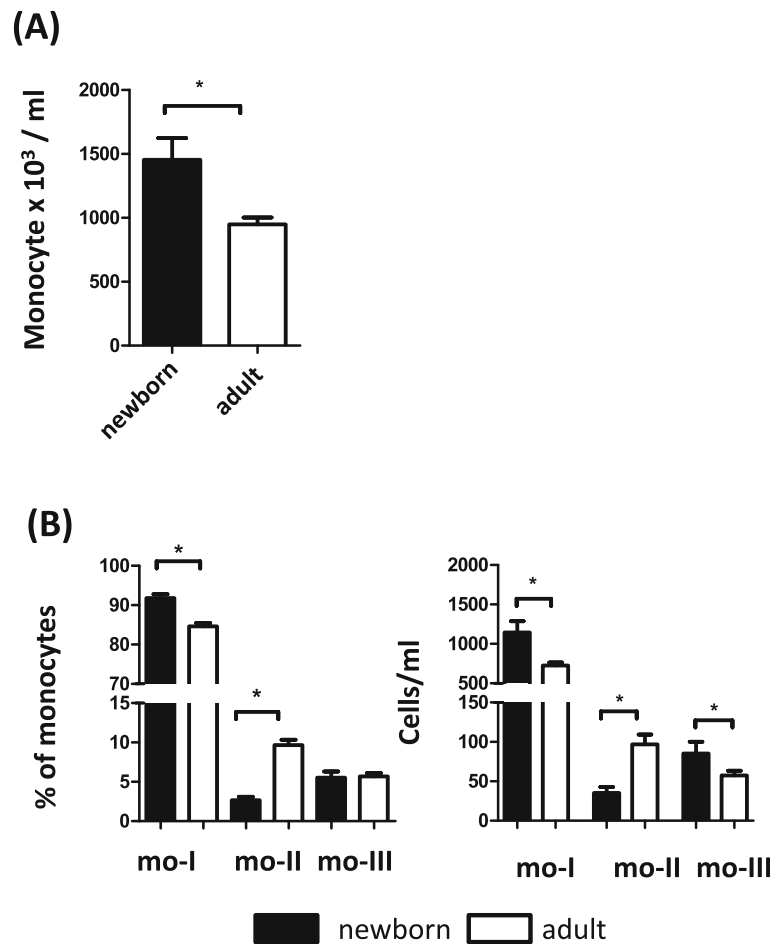 (A)
Monocyte x 10³ / ml
2000
1500
1000
500
0
*
newborn
adult
(B)
% of monocytes
100
90
80
70
15
10
5
0
*
*
mo-I
mo-II
mo-III
Cells/ml
2000
1500
1000
500
150
100
50
0
*
*
*
mo-I
mo-II
mo-III
newborn
adult